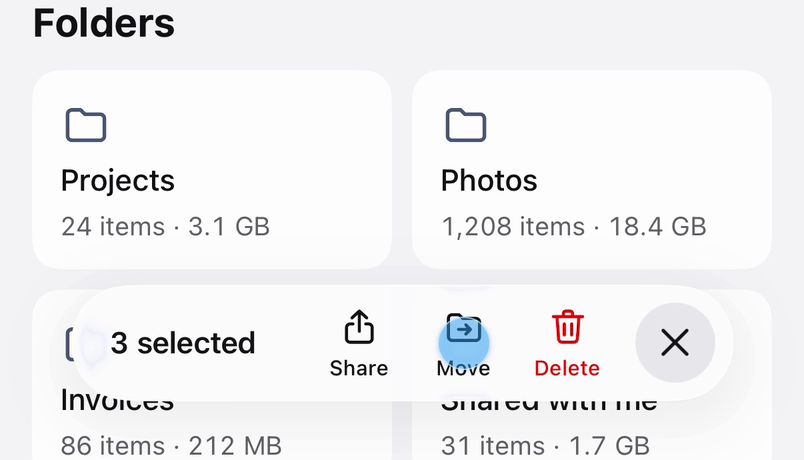 Folders
Projects
24 items · 3.1 GB
Photos
1,208 items · 18.4 GB
3 selected
Share
Move
Delete
Invoices
86 items · 212 MB
Shared with me
31 items · 1.7 GB